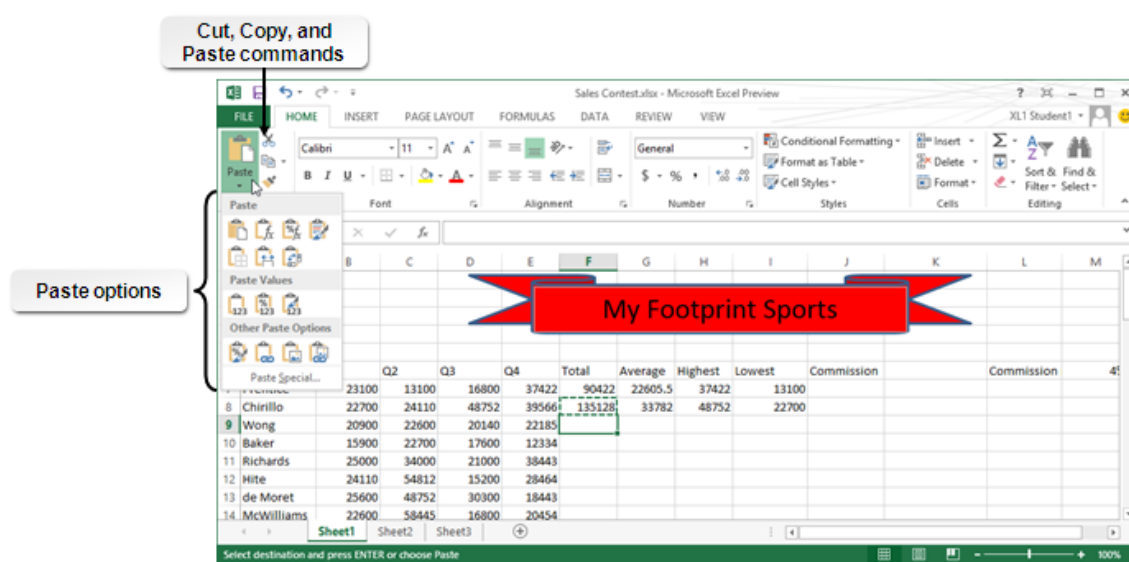 Cut, Copy, and
Paste commands
Sales Contest.xlsx - Microsoft Excel Preview
?
FILE HOME INSERT PAGE LAYOUT FORMULAS DATA REVIEW VIEW XL1 Student1
Paste
Calibri 11 A A
B I U A
General
$ % ,
Conditional Formatting
Format as Table
Cell Styles
Insert
Delete
Format
Sort & Find &
Filter Select
Font Alignment Number Styles Cells Editing
fx
Paste
Paste Values
123 % 123 123
Other Paste Options
Paste Special...
Paste options
B C D E F G H I J K L M
My Footprint Sports
Q2 Q3 Q4 Total Average Highest Lowest Commission Commission
23100 13100 16800 37422 90422 22605.5 37422 13100
8 Chirillo 22700 24110 48752 39566 135128 33782 48752 22700
9 Wong 20900 22600 20140 22185
10 Baker 15900 22700 17600 12334
11 Richards 25000 34000 21000 38443
12 Hite 24110 54812 15200 28464
13 de Moret 25600 48752 30300 18443
14 McWilliams 22600 58445 16800 20454
Sheet1 Sheet2 Sheet3
Select destination and press ENTER or choose Paste 100%